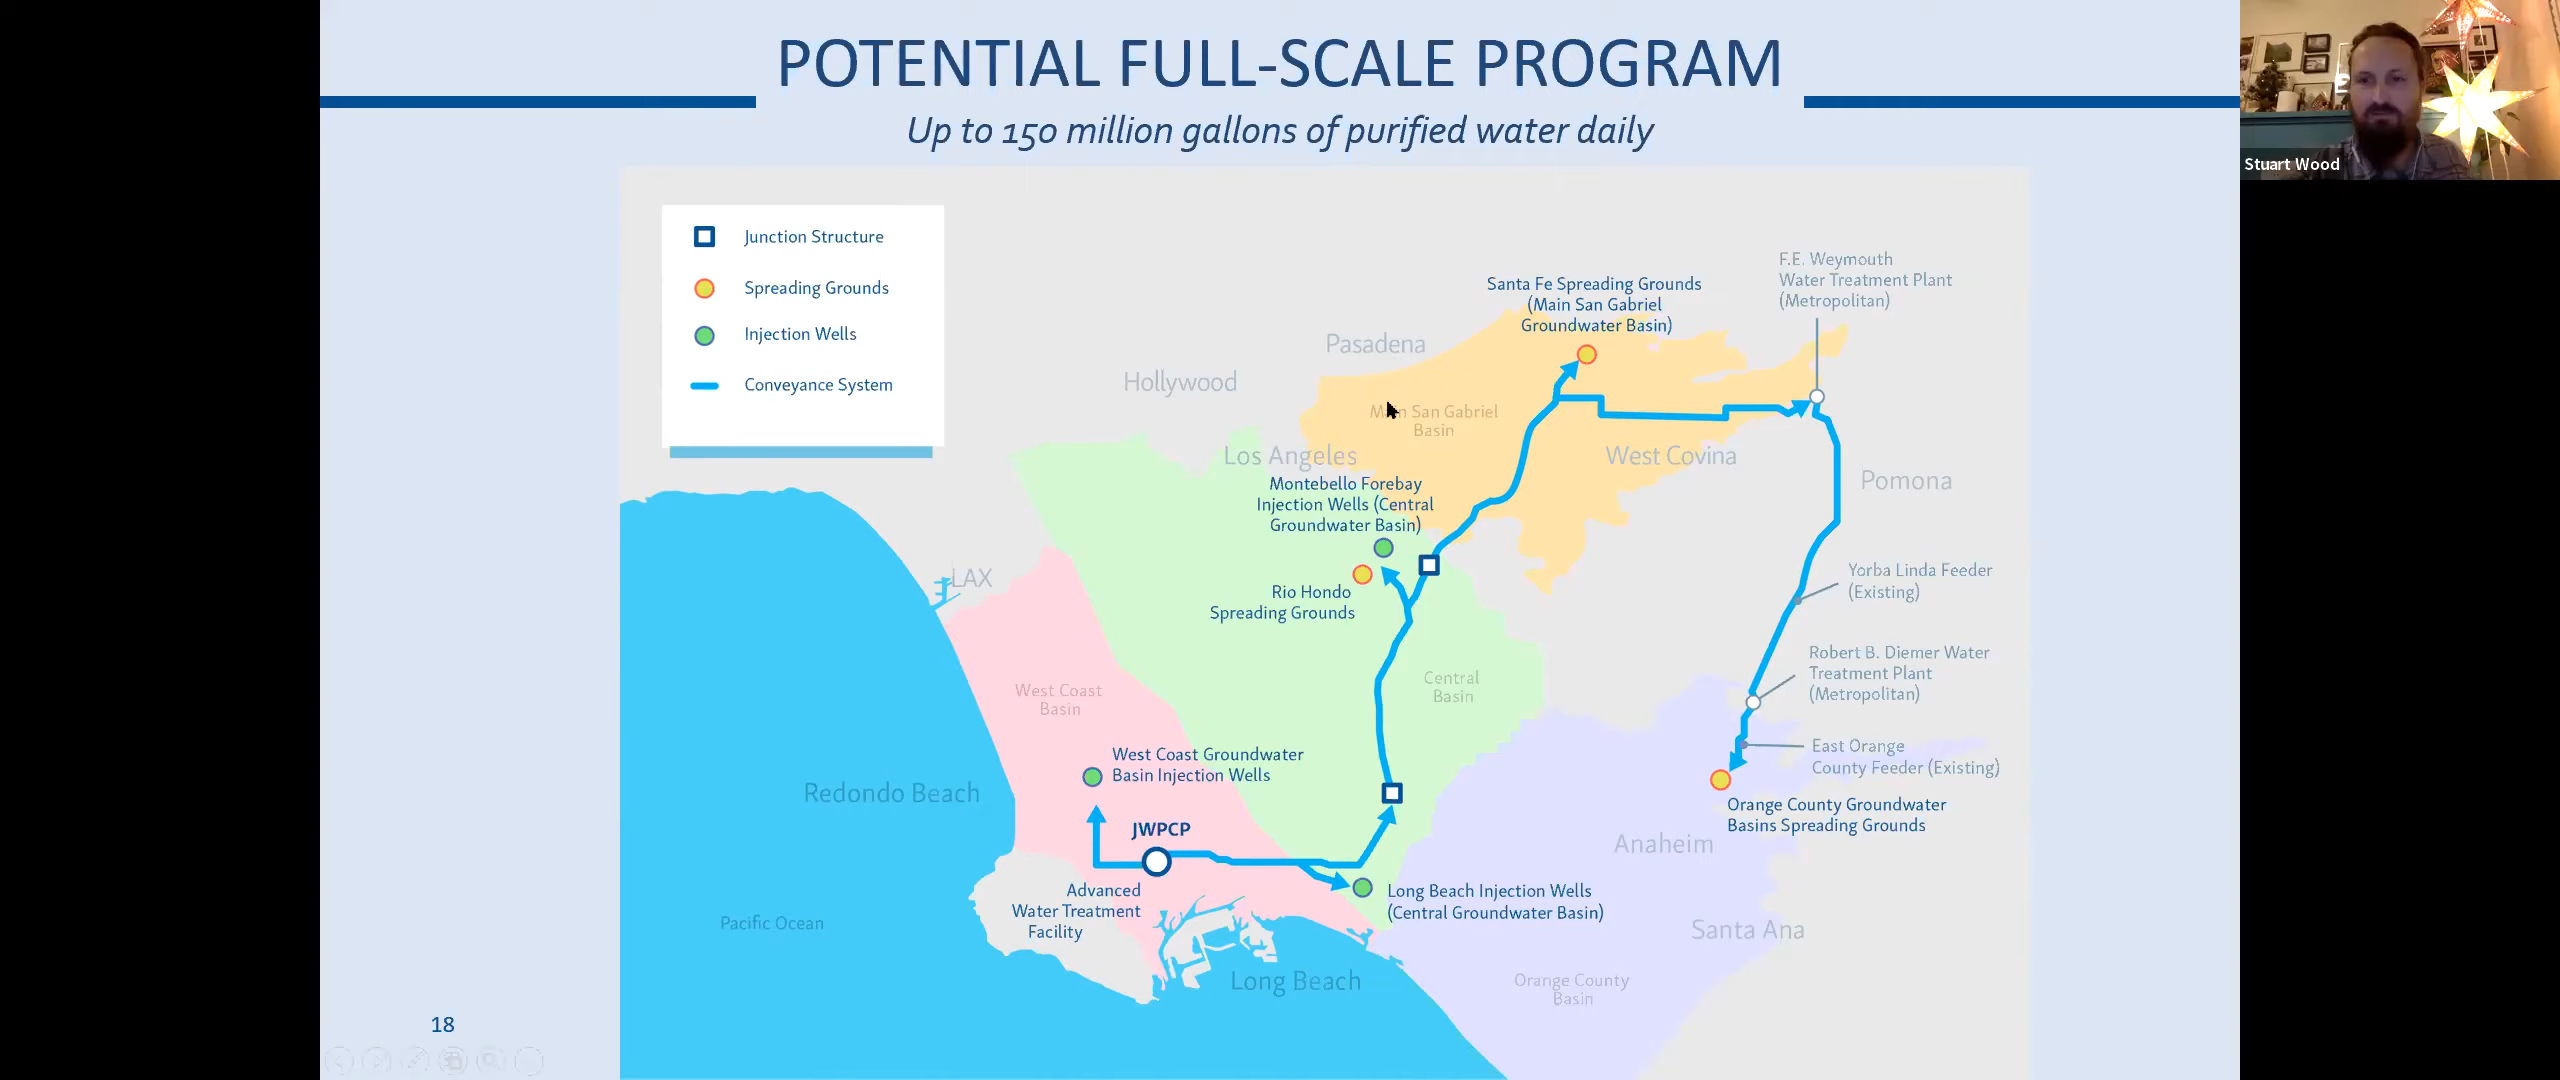 POTENTIAL FULL-SCALE PROGRAM
Up to 150 million gallons of purified water daily
Stuart Wood
Junction Structure
Spreading Grounds
Injection Wells
Conveyance System
F.E. Weymouth
Water Treatment Plant
(Metropolitan)
Santa Fe Spreading Grounds
(Main San Gabriel
Groundwater Basin)
Pasadena
Hollywood
Main San Gabriel
Basin
Los Angeles
West Covina
Pomona
Montebello Forebay
Injection Wells (Central
Groundwater Basin)
LAX
Rio Hondo
Spreading Grounds
Yorba Linda Feeder
(Existing)
Robert B. Diemer Water
Treatment Plant
(Metropolitan)
Central
Basin
West Coast
Basin
East Orange
County Feeder (Existing)
West Coast Groundwater
Basin Injection Wells
Redondo Beach
Orange County Groundwater
Basins Spreading Grounds
JWPCP
Anaheim
Advanced
Water Treatment
Facility
Long Beach Injection Wells
(Central Groundwater Basin)
Pacific Ocean
Santa Ana
Long Beach
Orange County
Basin
18